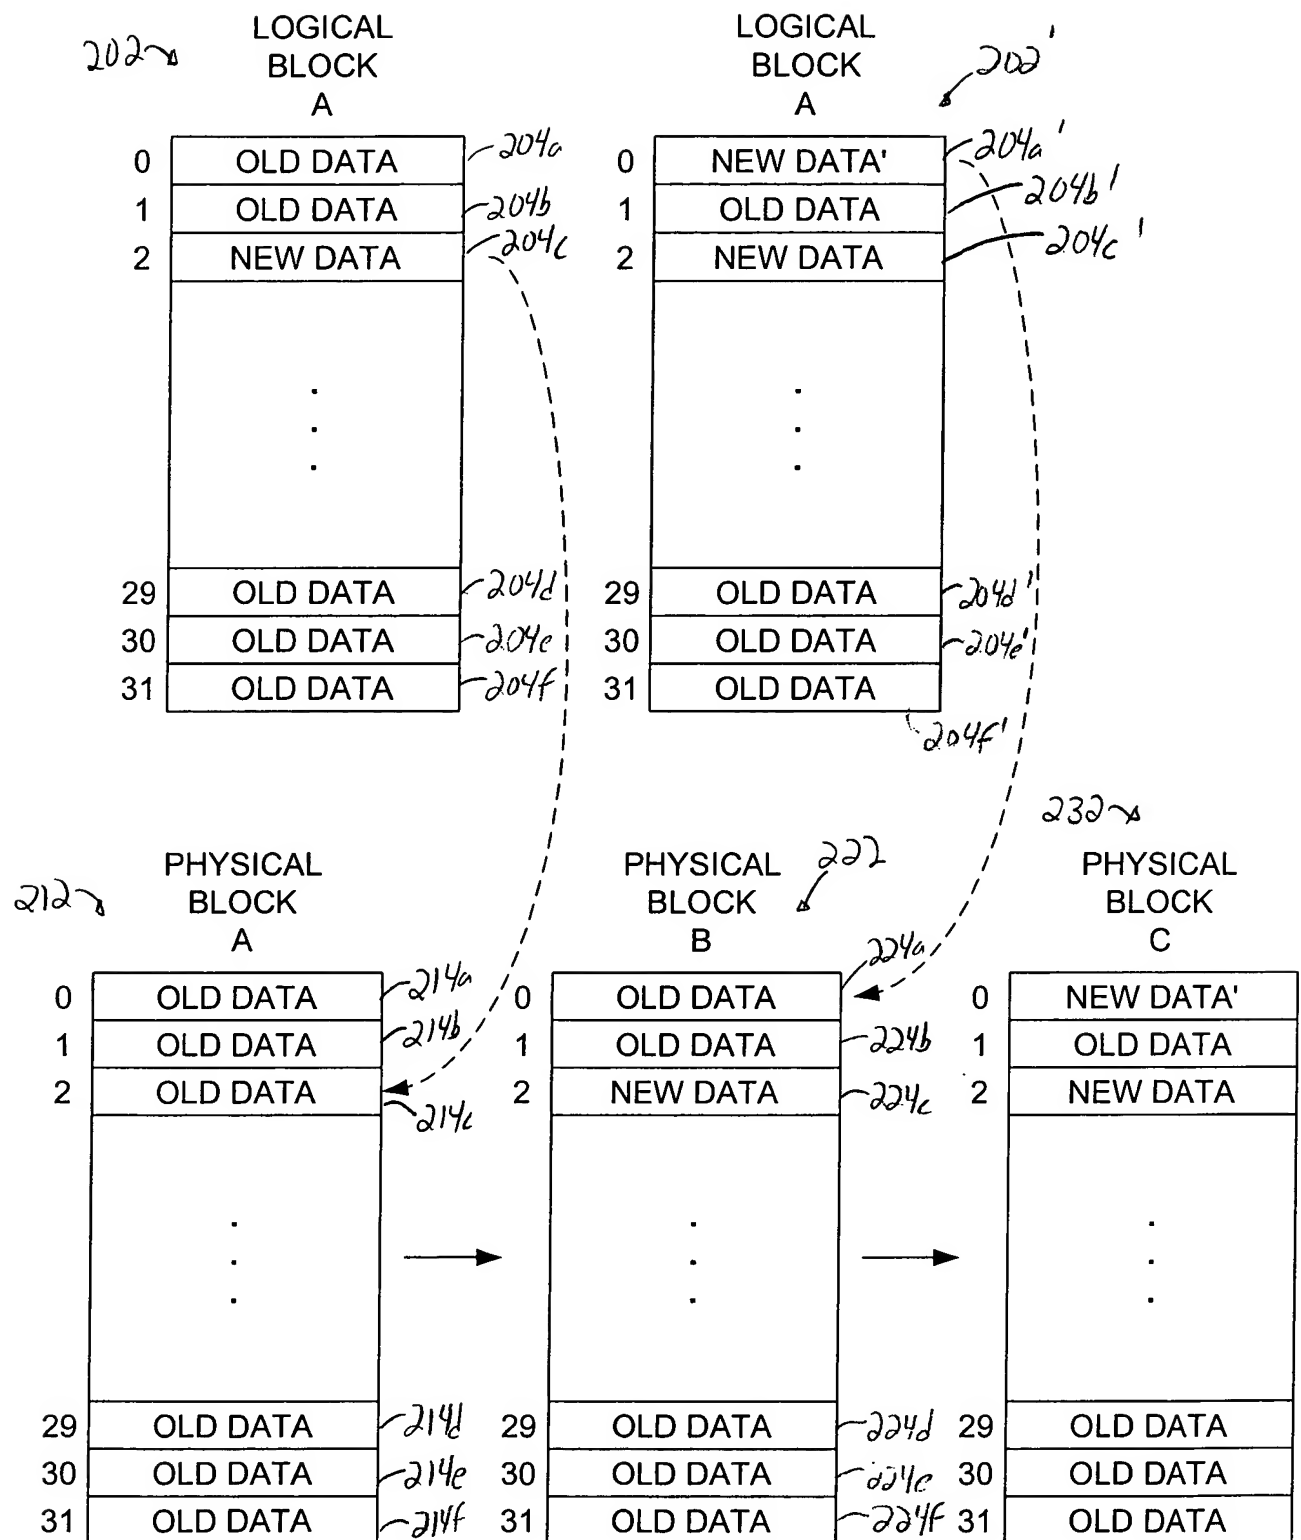 202
LOGICAL
BLOCK
A
0 OLD DATA 204a
1 OLD DATA 204b
2 NEW DATA 204c
.
.
.
29 OLD DATA 204d
30 OLD DATA 204e
31 OLD DATA 204f
LOGICAL
BLOCK
A
202'
0 NEW DATA' 204a'
1 OLD DATA 204b'
2 NEW DATA 204c'
.
.
.
29 OLD DATA 204d'
30 OLD DATA 204e'
31 OLD DATA
204f'
212
PHYSICAL
BLOCK
A
0 OLD DATA 214a
1 OLD DATA 214b
2 OLD DATA
214c
.
.
.
29 OLD DATA 214d
30 OLD DATA 214e
31 OLD DATA 214f
PHYSICAL
BLOCK
B
222
224a
0 OLD DATA
1 OLD DATA 224b
2 NEW DATA 224c
.
.
.
29 OLD DATA 224d
30 OLD DATA 224e
31 OLD DATA 224f
232
PHYSICAL
BLOCK
C
0 NEW DATA'
1 OLD DATA
2 NEW DATA
.
.
.
29 OLD DATA
30 OLD DATA
31 OLD DATA